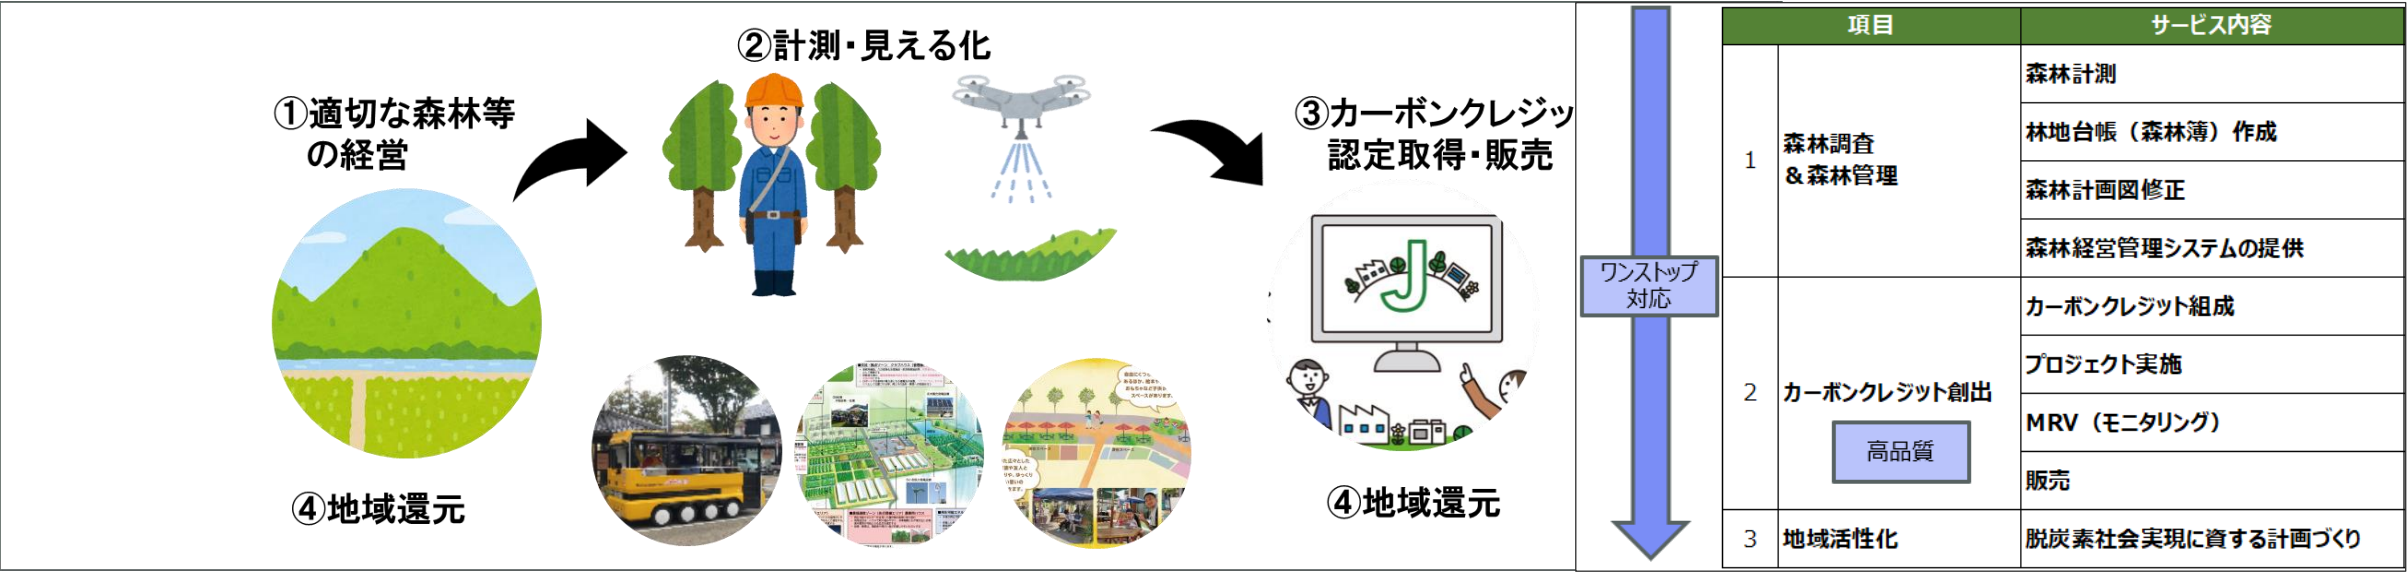 ②計測・見える化
①適切な森林等
の経営
③カーボンクレジッ
認定取得・販売
④地域還元
④地域還元
ワンストップ
対応
項目 サービス内容
1 森林調査
&森林管理
森林計測
林地台帳（森林簿）作成
森林計画図修正
森林経営管理システムの提供
2 カーボンクレジット創出
高品質
カーボンクレジット組成
プロジェクト実施
MRV（モニタリング）
販売
3 地域活性化 脱炭素社会実現に資する計画づくり